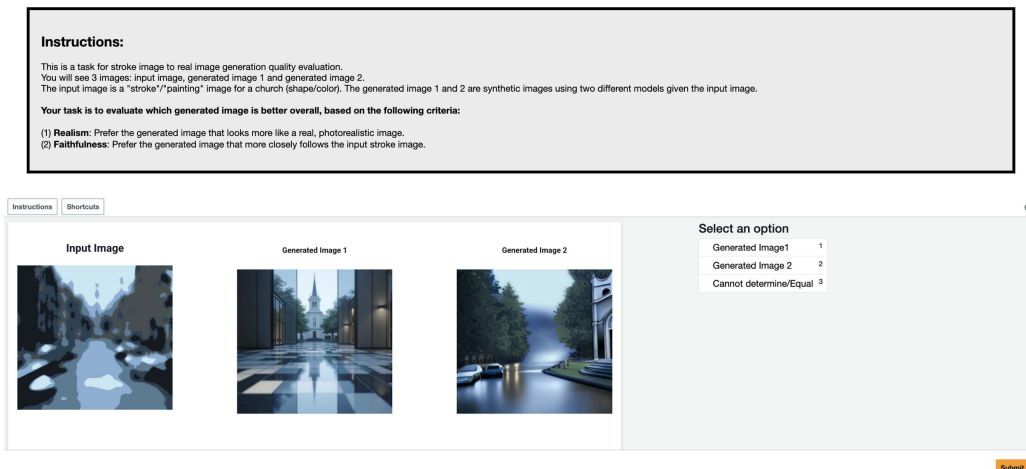 Instructions:
This is a task for stroke image to real image generation quality evaluation.
You will see 3 images: input image, generated image 1 and generated image 2.
The input image is a "stroke"/"painting" image for a church (shape/color). The generated image 1 and 2 are synthetic images using two different models given the input image.
Your task is to evaluate which generated image is better overall, based on the following criteria:
(1) Realism: Prefer the generated image that looks more like a real, photorealistic image.
(2) Faithfulness: Prefer the generated image that more closely follows the input stroke image.
Instructions Shortcuts
Select an option
Input Image Generated Image 1 Generated Image 2
Generated Image1 1
Generated Image 2 2
Cannot determine/Equal 3
Submit